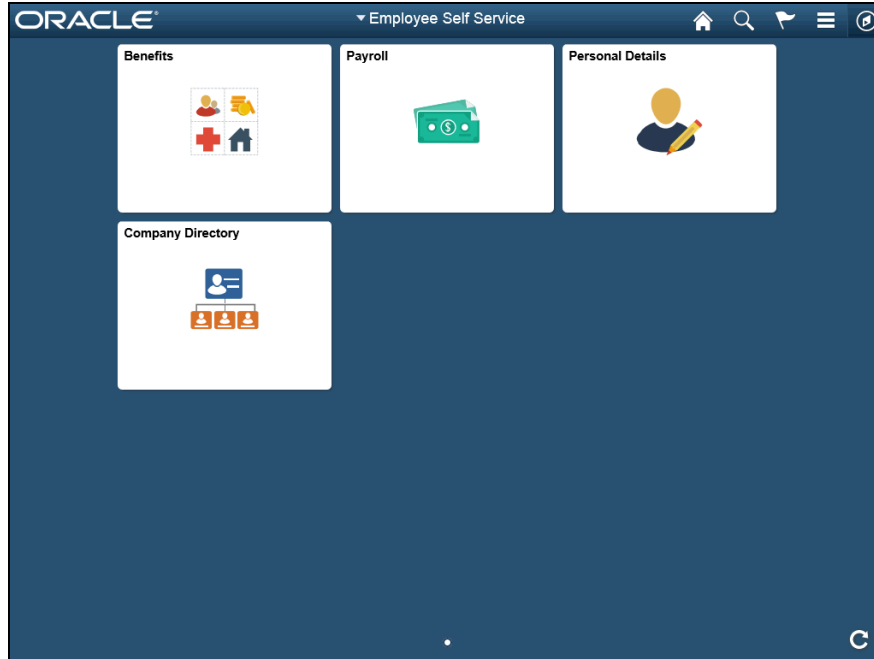 ORACLE
Employee Self Service
Benefits
Payroll
Personal Details
$
Company Directory